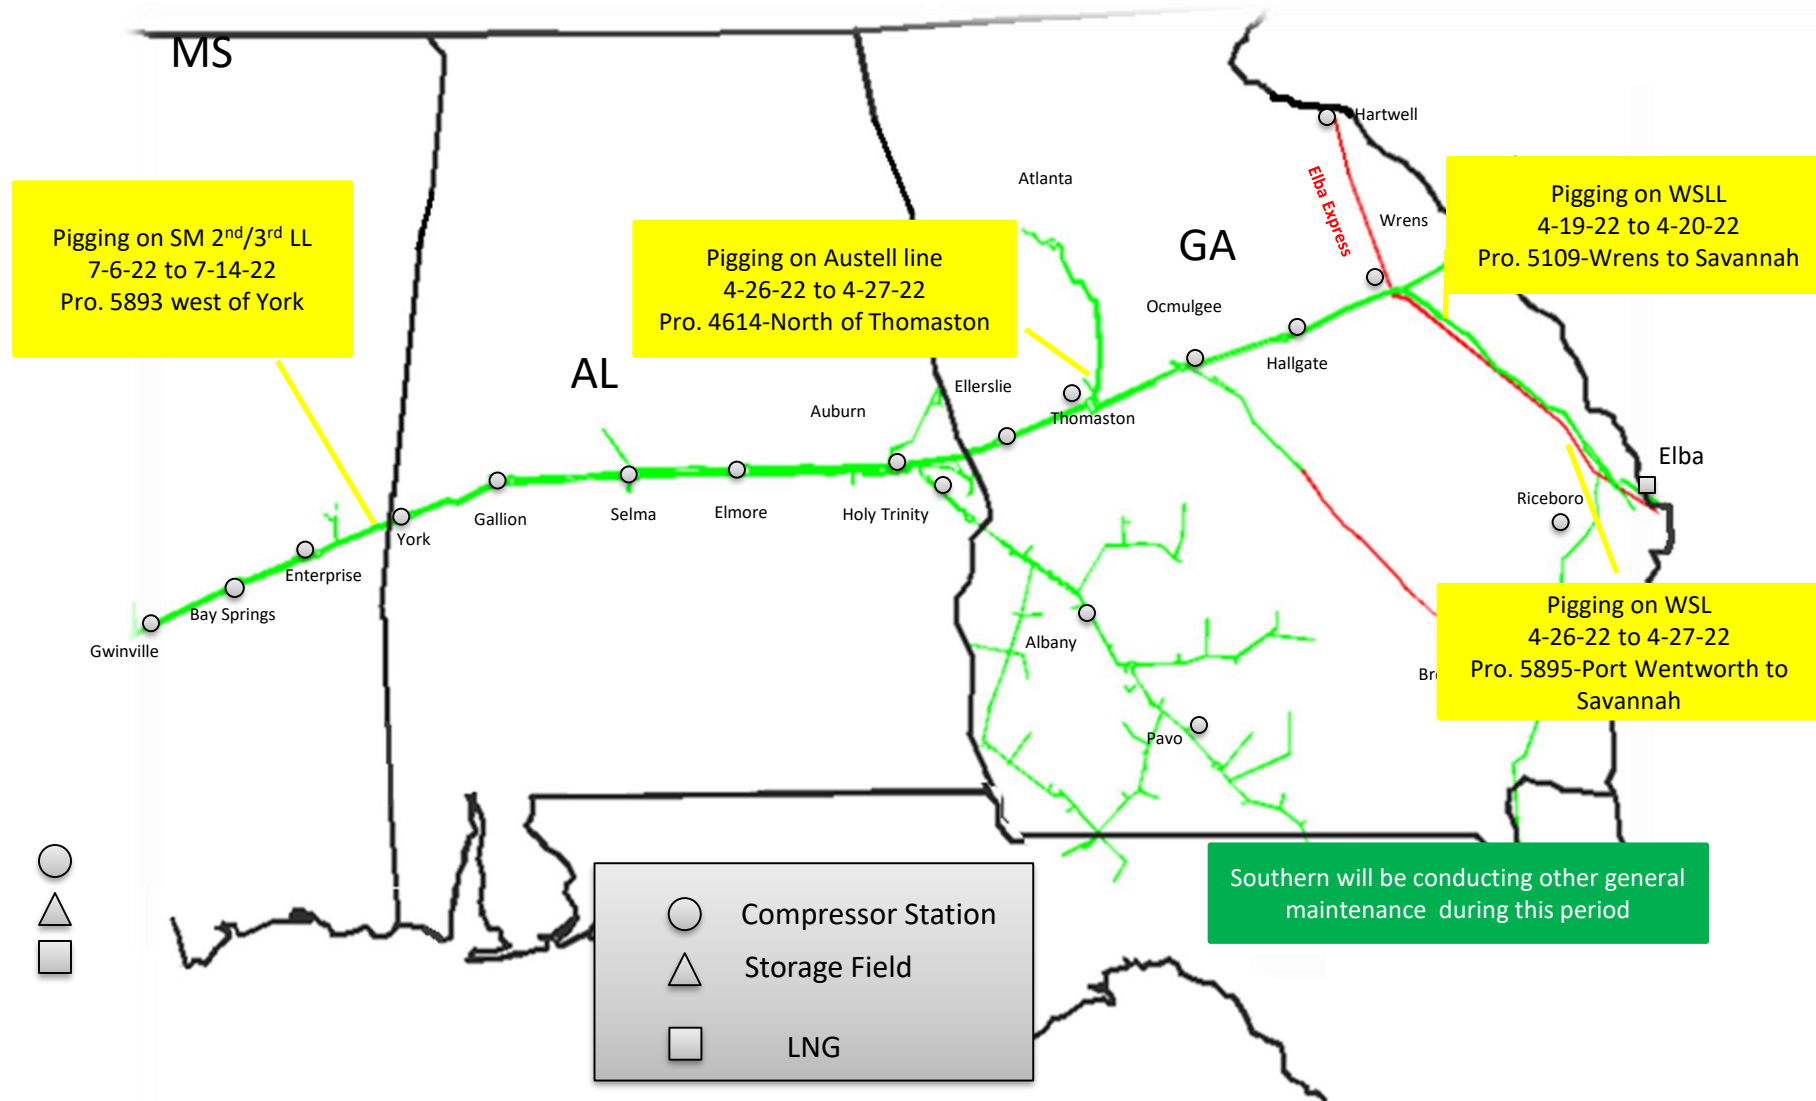 MS
Hartwell
Atlanta
Elba Express
Wrens
Pigging on WSLL
4-19-22 to 4-20-22
Pro. 5109-Wrens to Savannah
Pigging on SM 2nd/3rd LL
7-6-22 to 7-14-22
Pro. 5893 west of York
Pigging on Austell line
4-26-22 to 4-27-22
Pro. 4614-North of Thomaston
GA
Ocmulgee
Hallgate
AL
Ellerslie
Auburn
Thomaston
Elba
Riceboro
Gallion
Selma
Elmore
Holy Trinity
York
Enterprise
Bay Springs
Gwinville
Albany
Pigging on WSL
4-26-22 to 4-27-22
Pro. 5895-Port Wentworth to
Savannah
Pavo
Southern will be conducting other general
maintenance during this period
Compressor Station
Storage Field
LNG